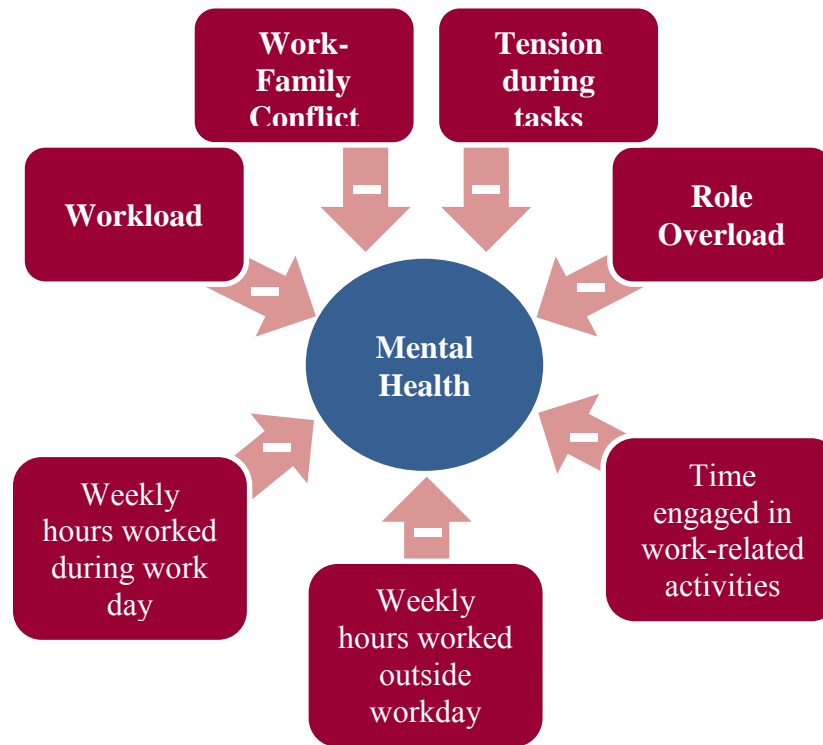 Work-
Family
Conflict
Tension
during
tasks
Workload
Role
Overload
Mental
Health
Weekly
hours worked
during work
day
Time
engaged in
work-related
activities
Weekly
hours worked
outside
workday